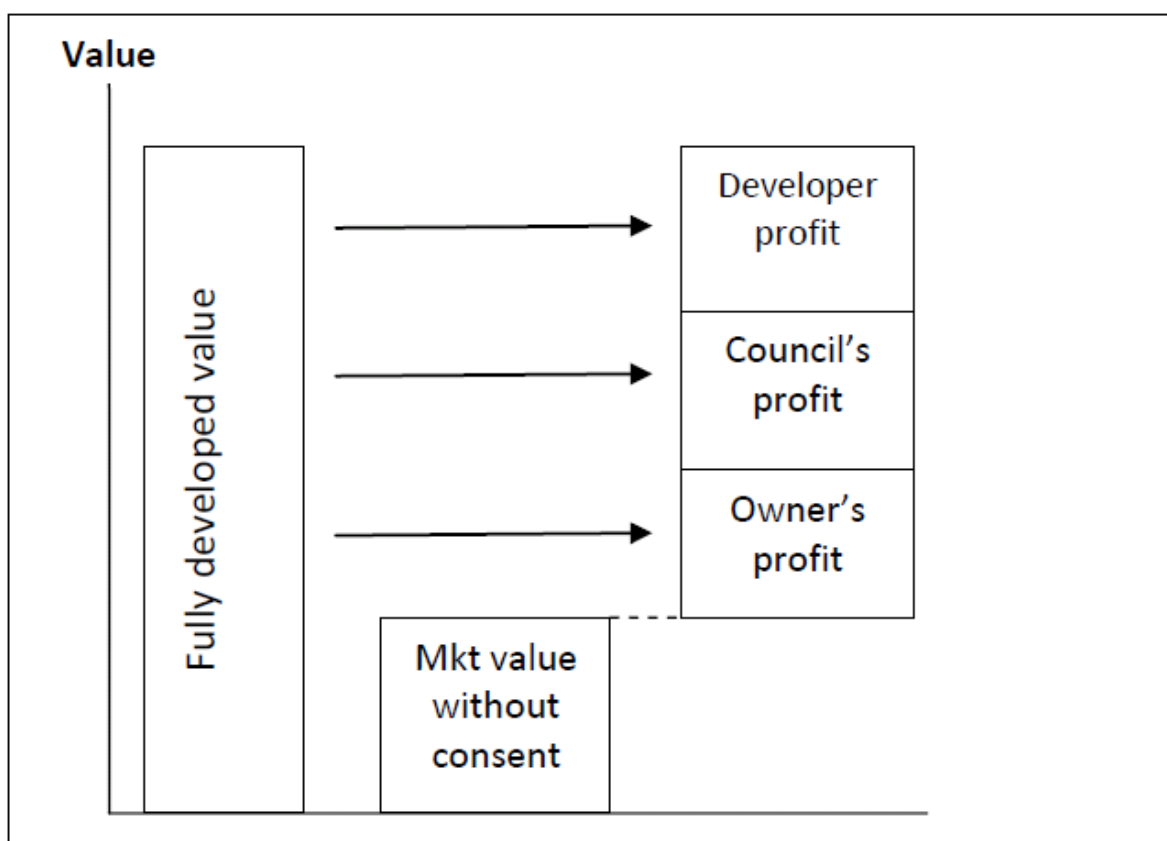 Value
Fully developed value
Developer
profit
Council's
profit
Owner's
profit
Mkt value
without
consent